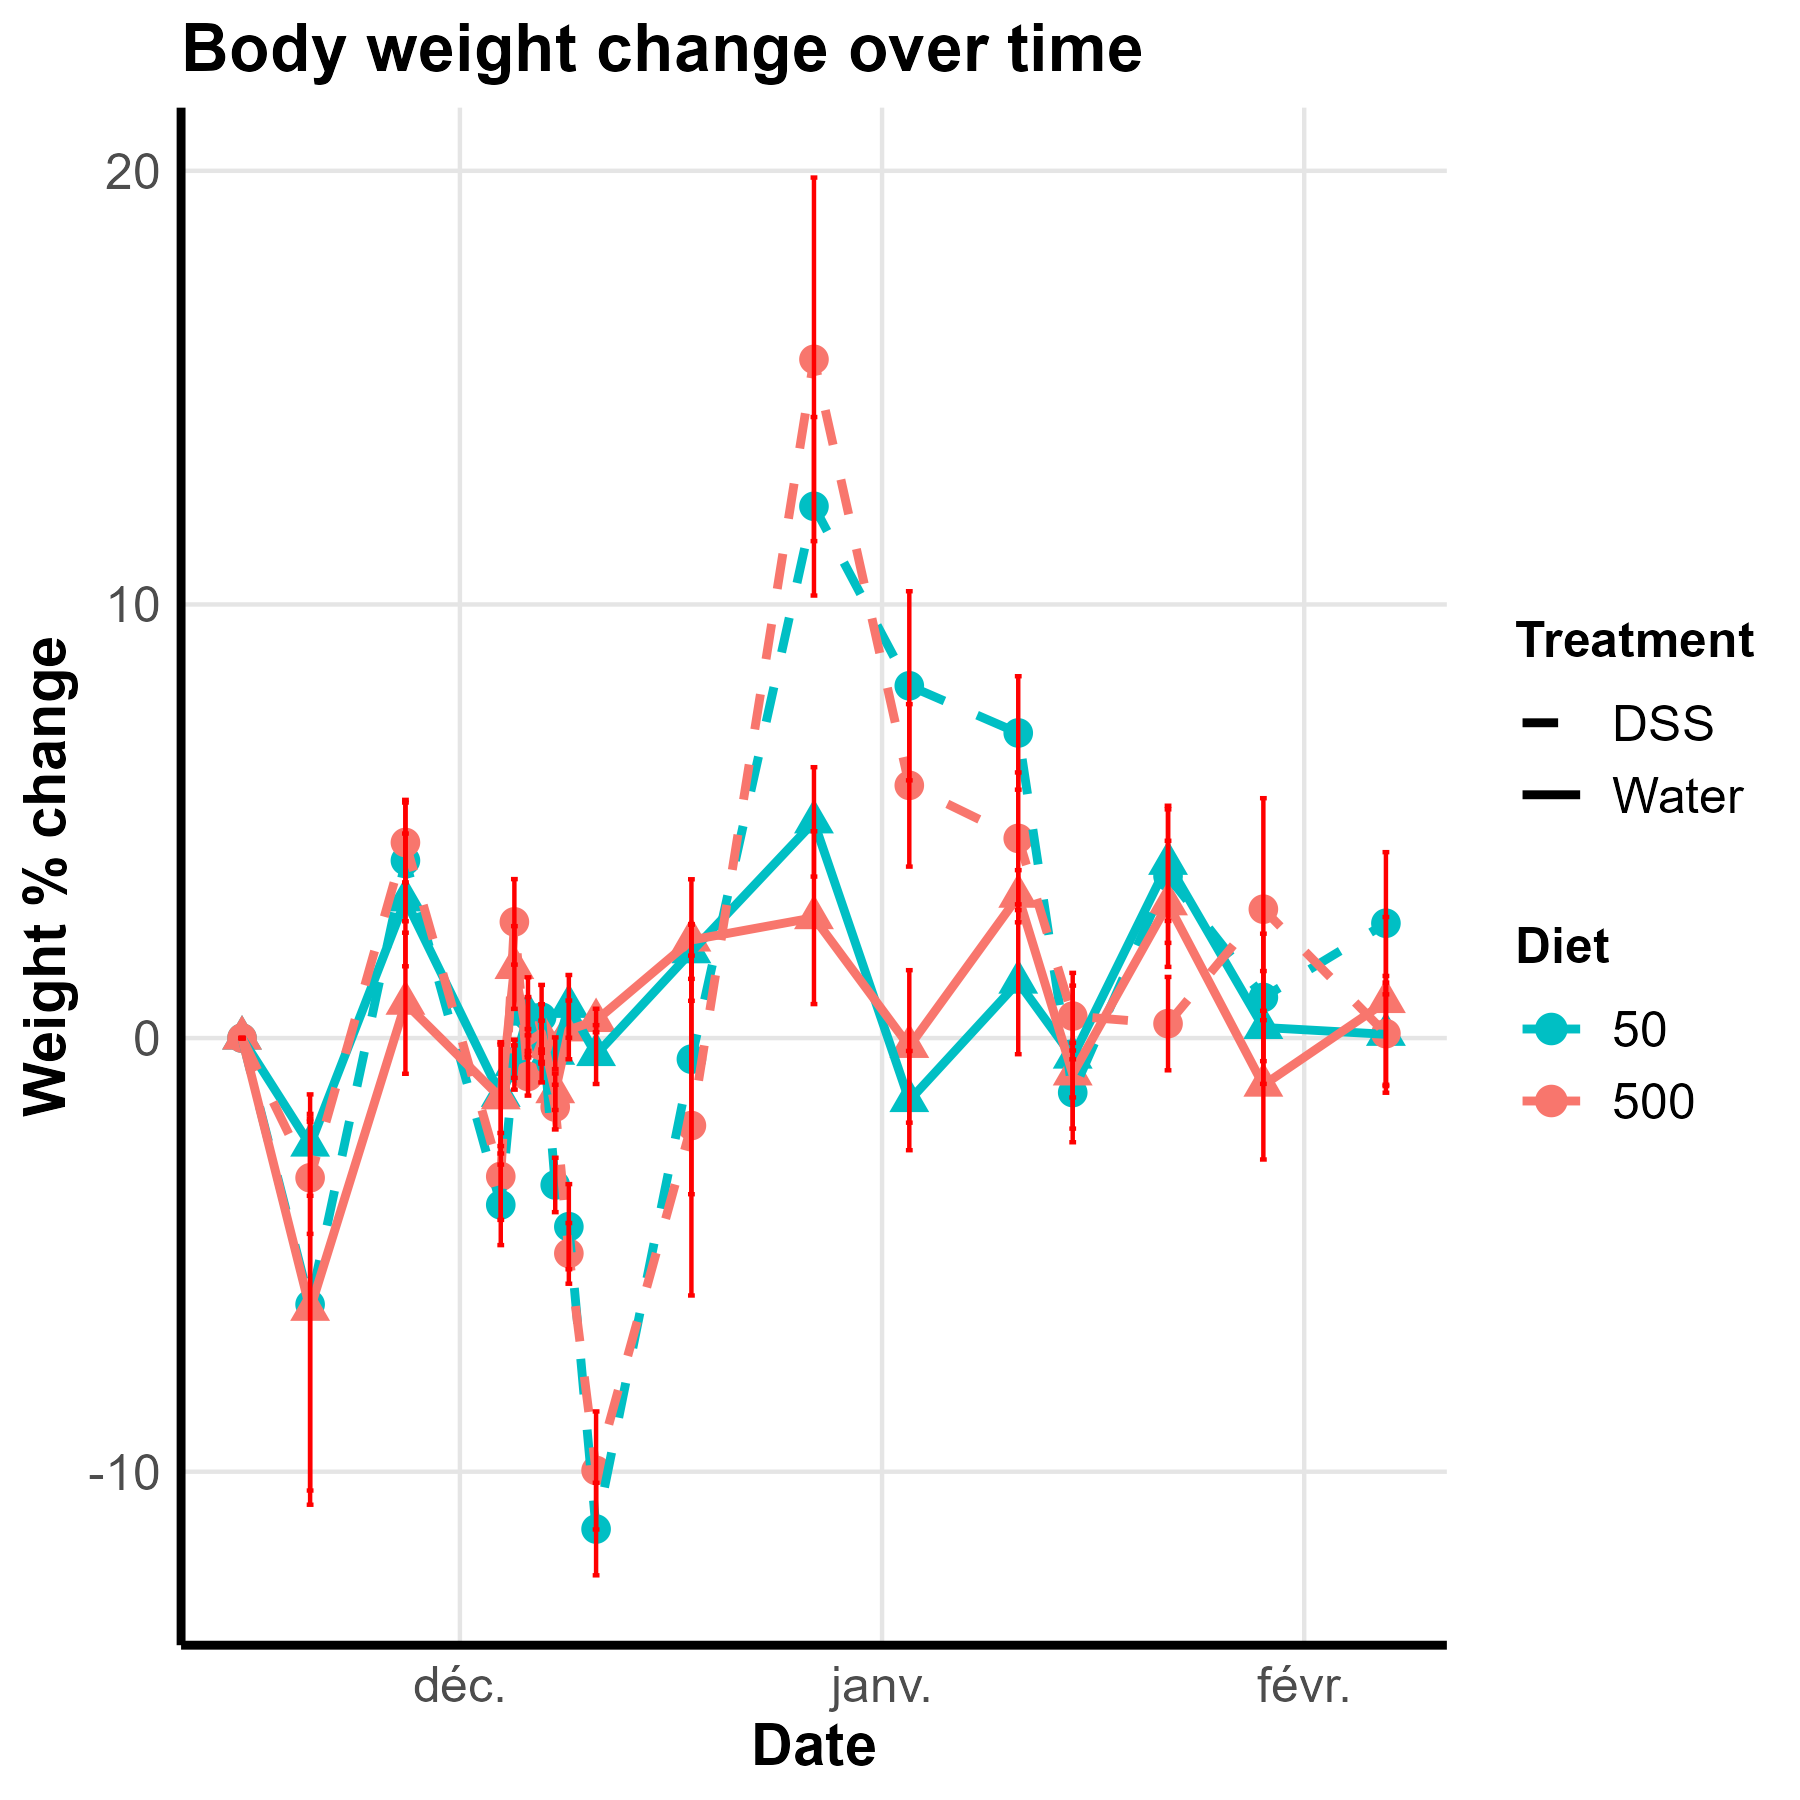 Body weight change over time
Weight % change
20
10
0
-10
déc.
janv.
févr.
Date
Treatment
DSS
Water
Diet
50
500